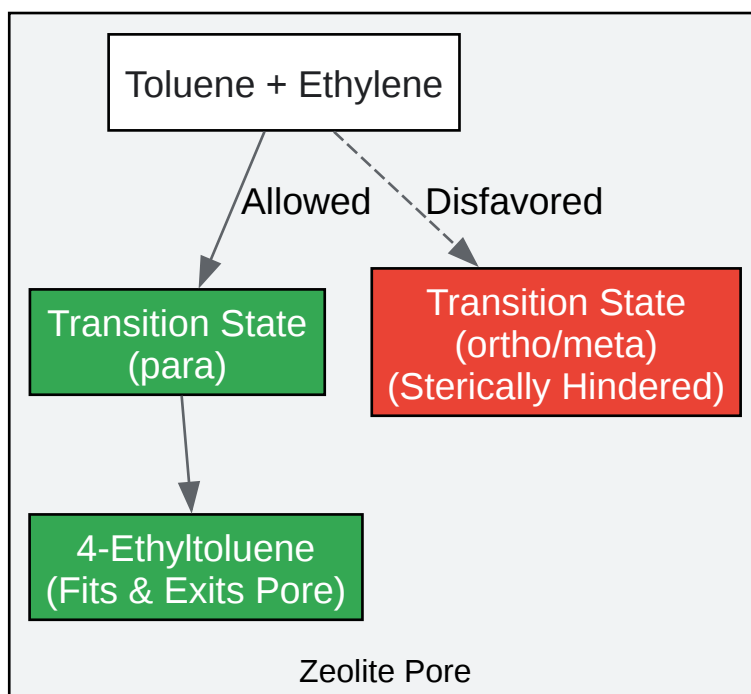 Toluene + Ethylene
Allowed
Disfavored
Transition State
(para)
Transition State
(ortho/meta)
(Sterically Hindered)
4-Ethyltoluene
(Fits & Exits Pore)
Zeolite Pore